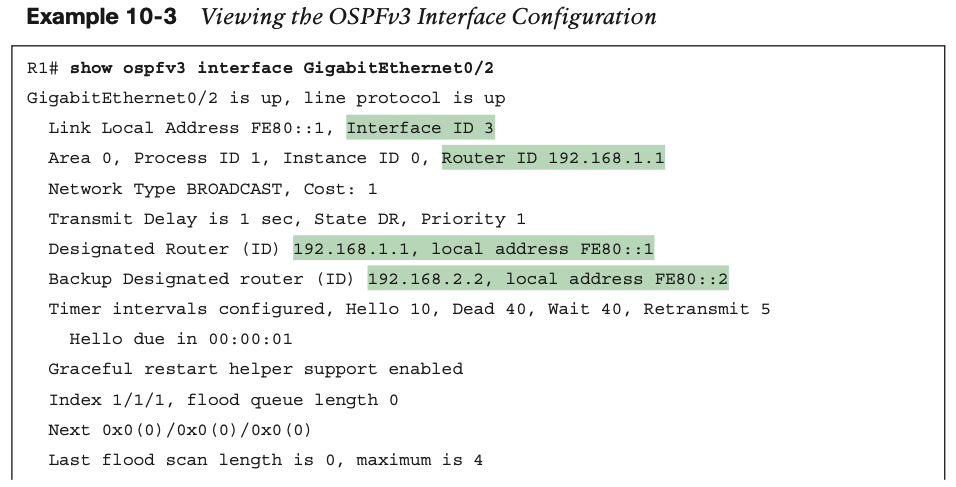 Example 10-3 Viewing the OSPFv3 Interface Configuration
R1# show ospfv3 interface GigabitEthernet0/2
GigabitEthernet0/2 is up, line protocol is up
Link Local Address FE80::1, Interface ID 3
Area 0, Process ID 1, Instance ID 0, Router ID 192.168.1.1
Network Type BROADCAST, Cost: 1
Transmit Delay is 1 sec, State DR, Priority 1
Designated Router (ID) 192.168.1.1, local address FE80::1
Backup Designated router (ID) 192.168.2.2, local address FE80::2
Timer intervals configured, Hello 10, Dead 40, Wait 40, Retransmit 5
Hello due in 00:00:01
Graceful restart helper support enabled
Index 1/1/1, flood queue length 0
Next 0x0(0)/0x0(0)/0x0(0)
Last flood scan length is 0, maximum is 4